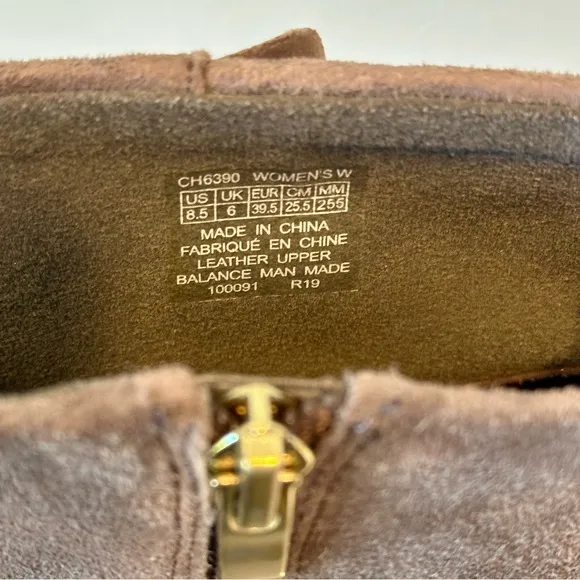 CH6390 WOMEN'S W
US UK EUR CM MM
8.5 6 39.5 25.5 255
MADE IN CHINA
FABRIQUÉ EN CHINE
LEATHER UPPER
BALANCE MAN MADE
100091 R19